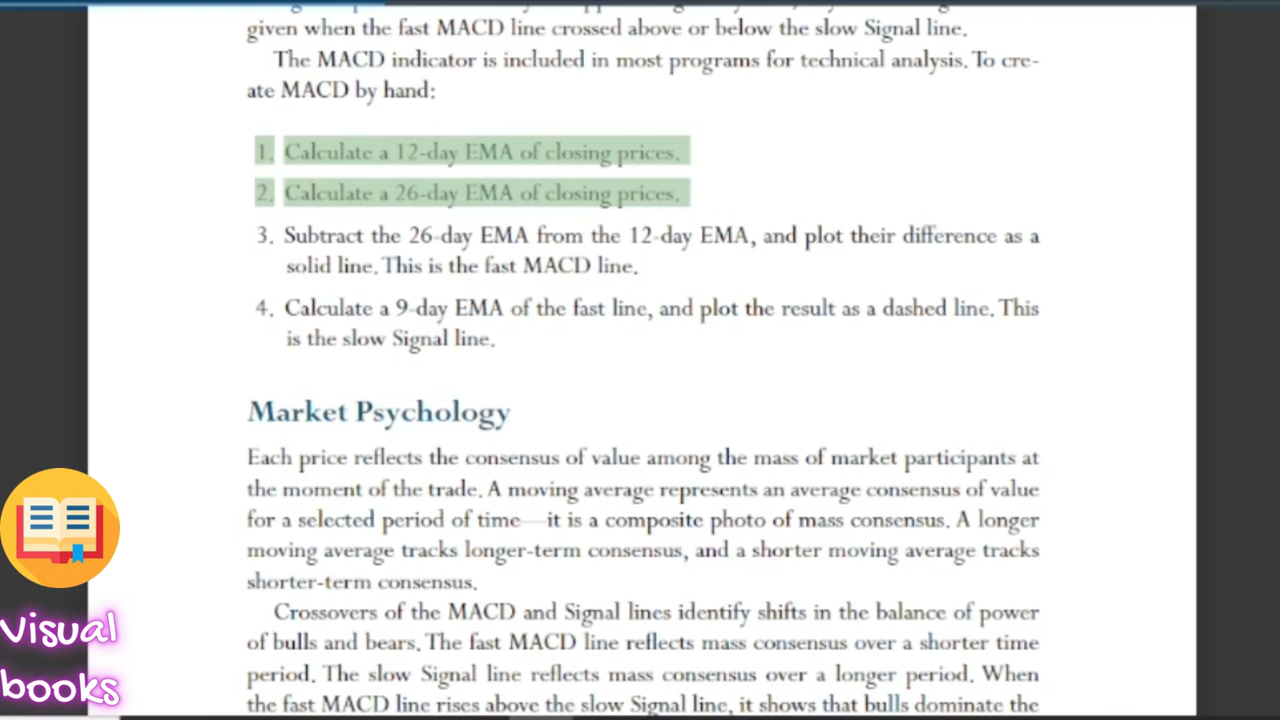 given when the fast MACD line crossed above or below the slow Signal line.
The MACD indicator is included in most programs for technical analysis. To cre-
ate MACD by hand:
1. Calculate a 12-day EMA of closing prices.
2. Calculate a 26-day EMA of closing prices.
3. Subtract the 26-day EMA from the 12-day EMA, and plot their difference as a
solid line. This is the fast MACD line.
4. Calculate a 9-day EMA of the fast line, and plot the result as a dashed line. This
is the slow Signal line.
Market Psychology
Each price reflects the consensus of value among the mass of market participants at
the moment of the trade. A moving average represents an average consensus of value
for a selected period of time—it is a composite photo of mass consensus. A longer
moving average tracks longer-term consensus, and a shorter moving average tracks
shorter-term consensus.
Crossovers of the MACD and Signal lines identify shifts in the balance of power
of bulls and bears. The fast MACD line reflects mass consensus over a shorter time
period. The slow Signal line reflects mass consensus over a longer period. When
the fast MACD line rises above the slow Signal line, it shows that bulls dominate the
Visual
books